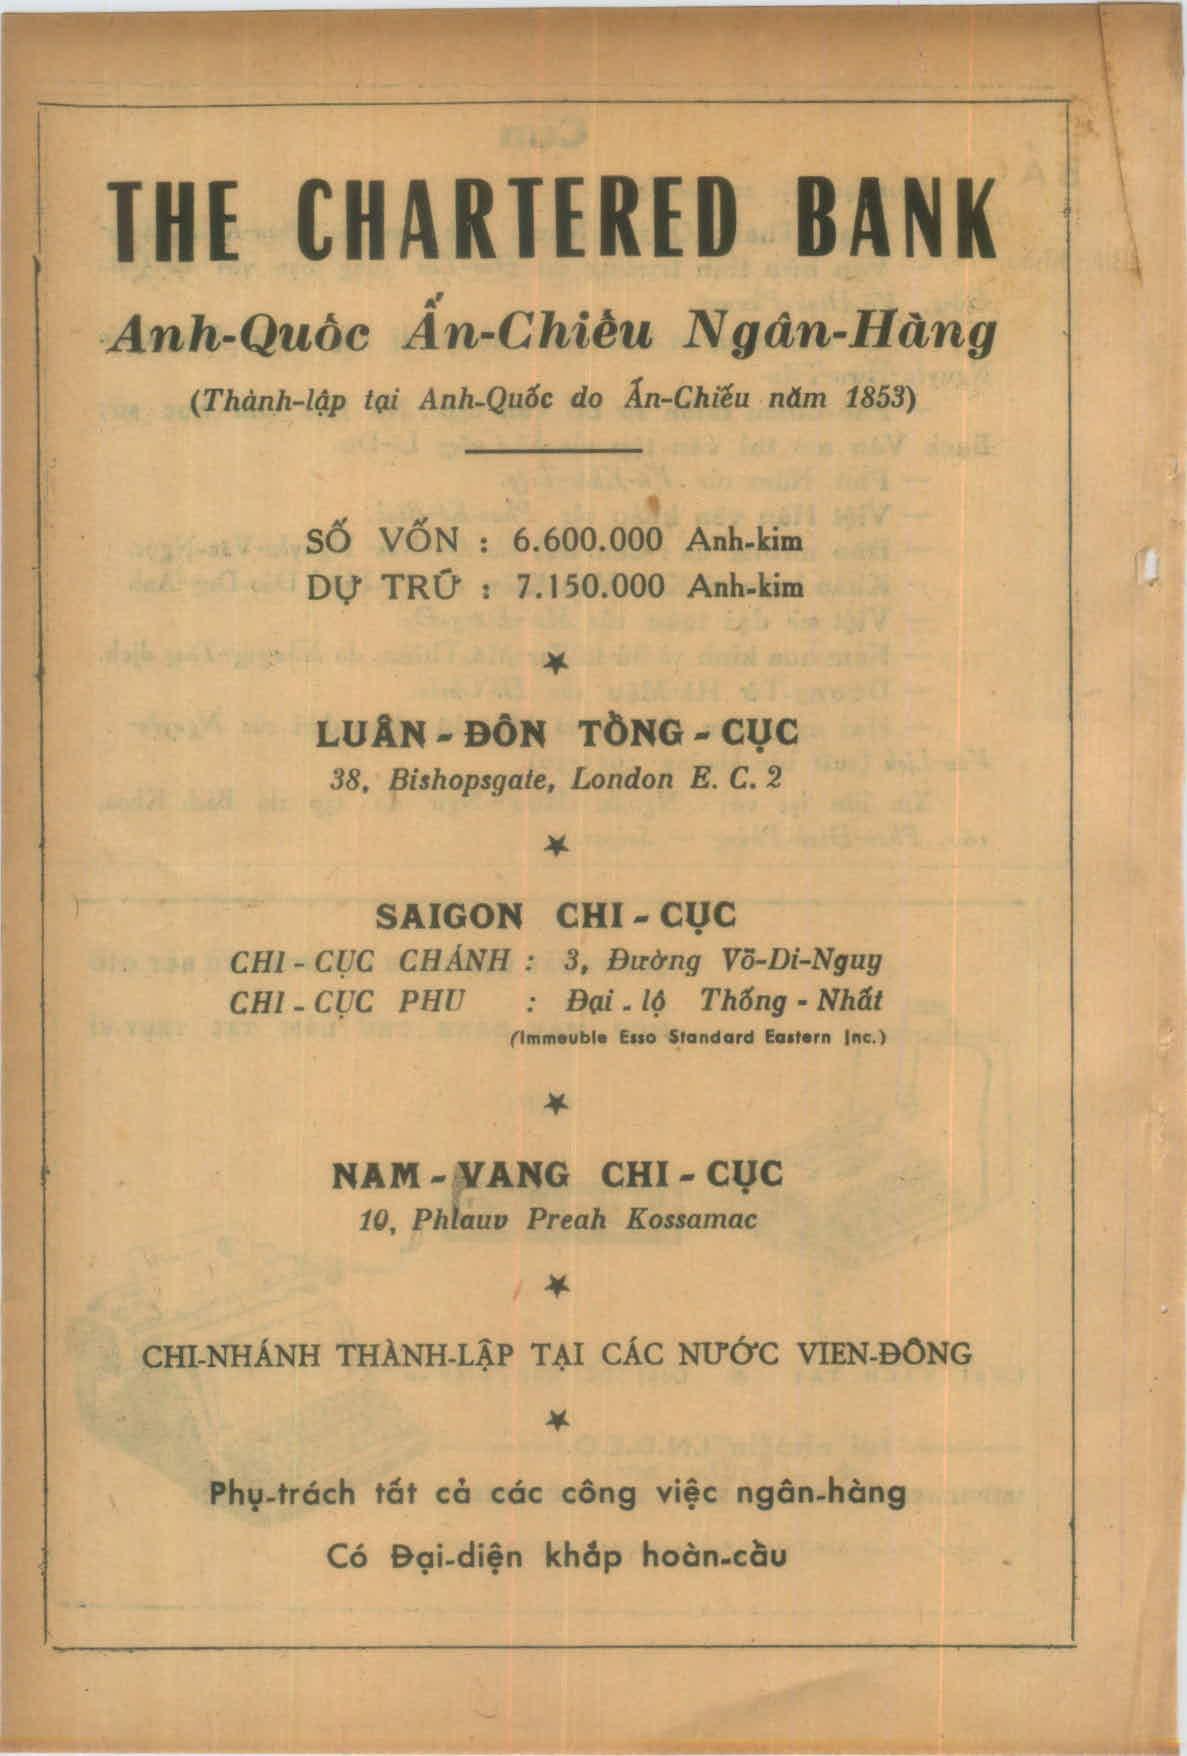 THE CHARTERED BANK
Anh-Quốc Ấn-Chiếu Ngân-Hàng
(Thành-lập tại Anh-Quốc do Ấn-Chiếu năm 1853)
SỐ VỐN : 6.600.000 Anh-kim
DỰ TRỮ : 7.150.000 Anh-kim
LUÂN - ĐÔN TỔNG - CỤC
38, Bishopsgate, London E. C. 2
SAIGON CHI - CỤC
CHI - CỤC CHÁNH : 3, Đường Võ-Di-Nguy
CHI - CỤC PHU : Đại - lộ Thống - Nhất
(Immeuble Esso Standard Eastern Inc.)
NAM - VANG CHI - CỤC
10, Phlauv Preah Kossamac
CHI-NHÁNH THÀNH-LẬP TẠI CÁC NƯỚC VIEN-ĐÔNG
Phụ-trách tất cả các công việc ngân-hàng
Có Đại-diện khắp hoàn-cầu